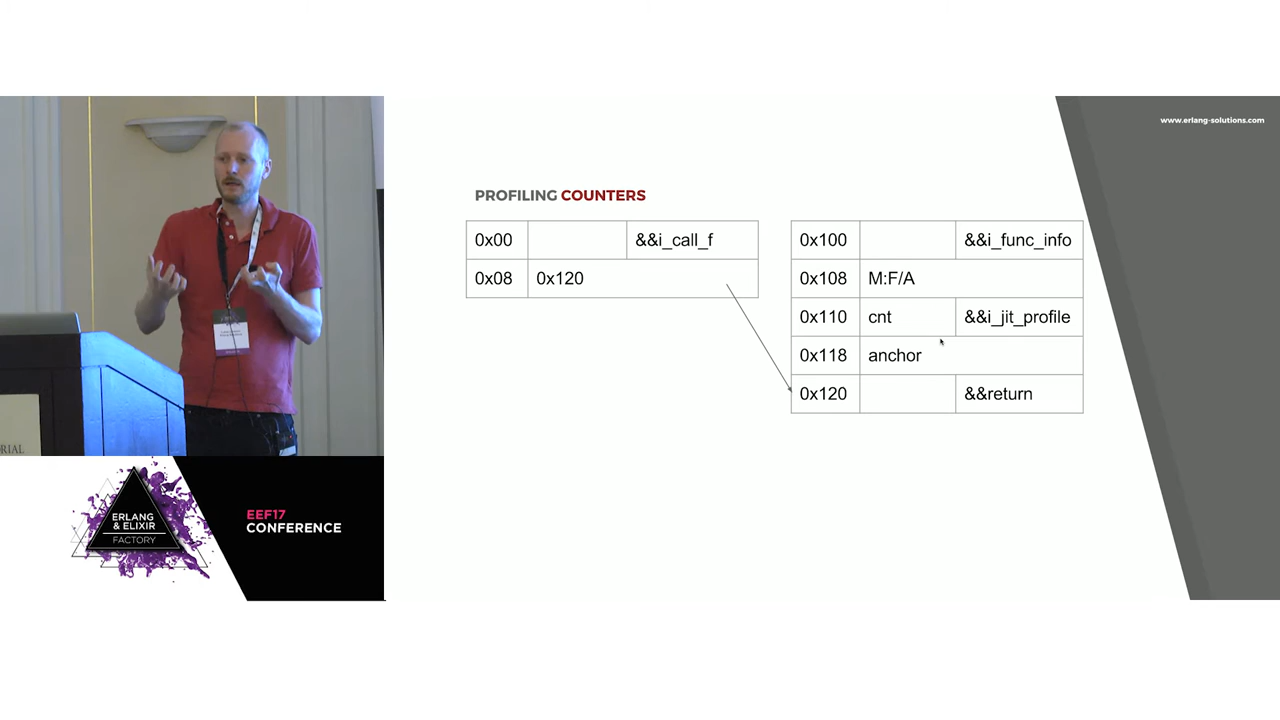 www.erlang-solutions.com
PROFILING COUNTERS
0x00 &&i_call_f
0x08 0x120
0x100 &&i_func_info
0x108 M:F/A
0x110 cnt &&i_jit_profile
0x118 anchor
0x120 &&return
RIAL
ERLANG
& ELIXIR
FACTORY
EEF17
CONFERENCE